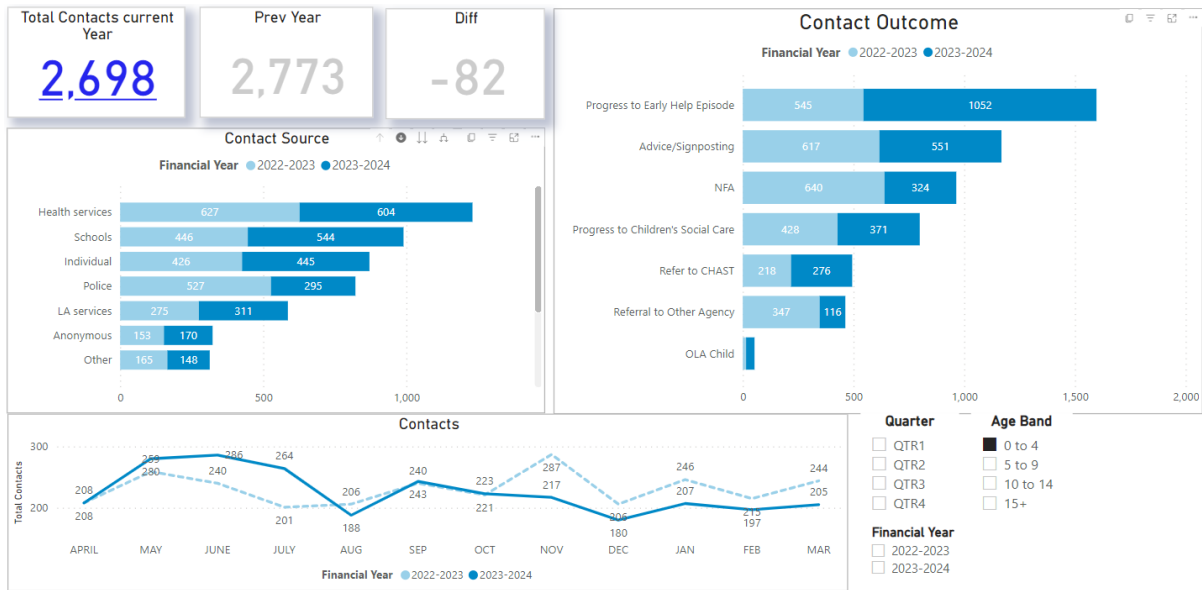 Total Contacts current
Year
2,698
Prev Year
2,773
Diff
-82
Contact Source
Financial Year 2022-2023 2023-2024
Health services 627 604
Schools 446 544
Individual 426 445
Police 527 295
LA services 275 311
Anonymous 153 170
Other 165 148
0 500 1,000
Contact Outcome
Financial Year 2022-2023 2023-2024
Progress to Early Help Episode 545 1052
Advice/Signposting 617 551
NFA 640 324
Progress to Children's Social Care 428 371
Refer to CHAST 218 276
Referral to Other Agency 347 116
OLA Child
0 500 1,000 1,500 2,000
Contacts
Total Contacts
300
200
208 259 240 286 264 206 240 223 287 206 246 215 244
208 280 201 188 243 221 217 180 207 197 205
APRIL MAY JUNE JULY AUG SEP OCT NOV DEC JAN FEB MAR
Financial Year 2022-2023 2023-2024
Quarter
QTR1
QTR2
QTR3
QTR4
Age Band
0 to 4
5 to 9
10 to 14
15+
Financial Year
2022-2023
2023-2024